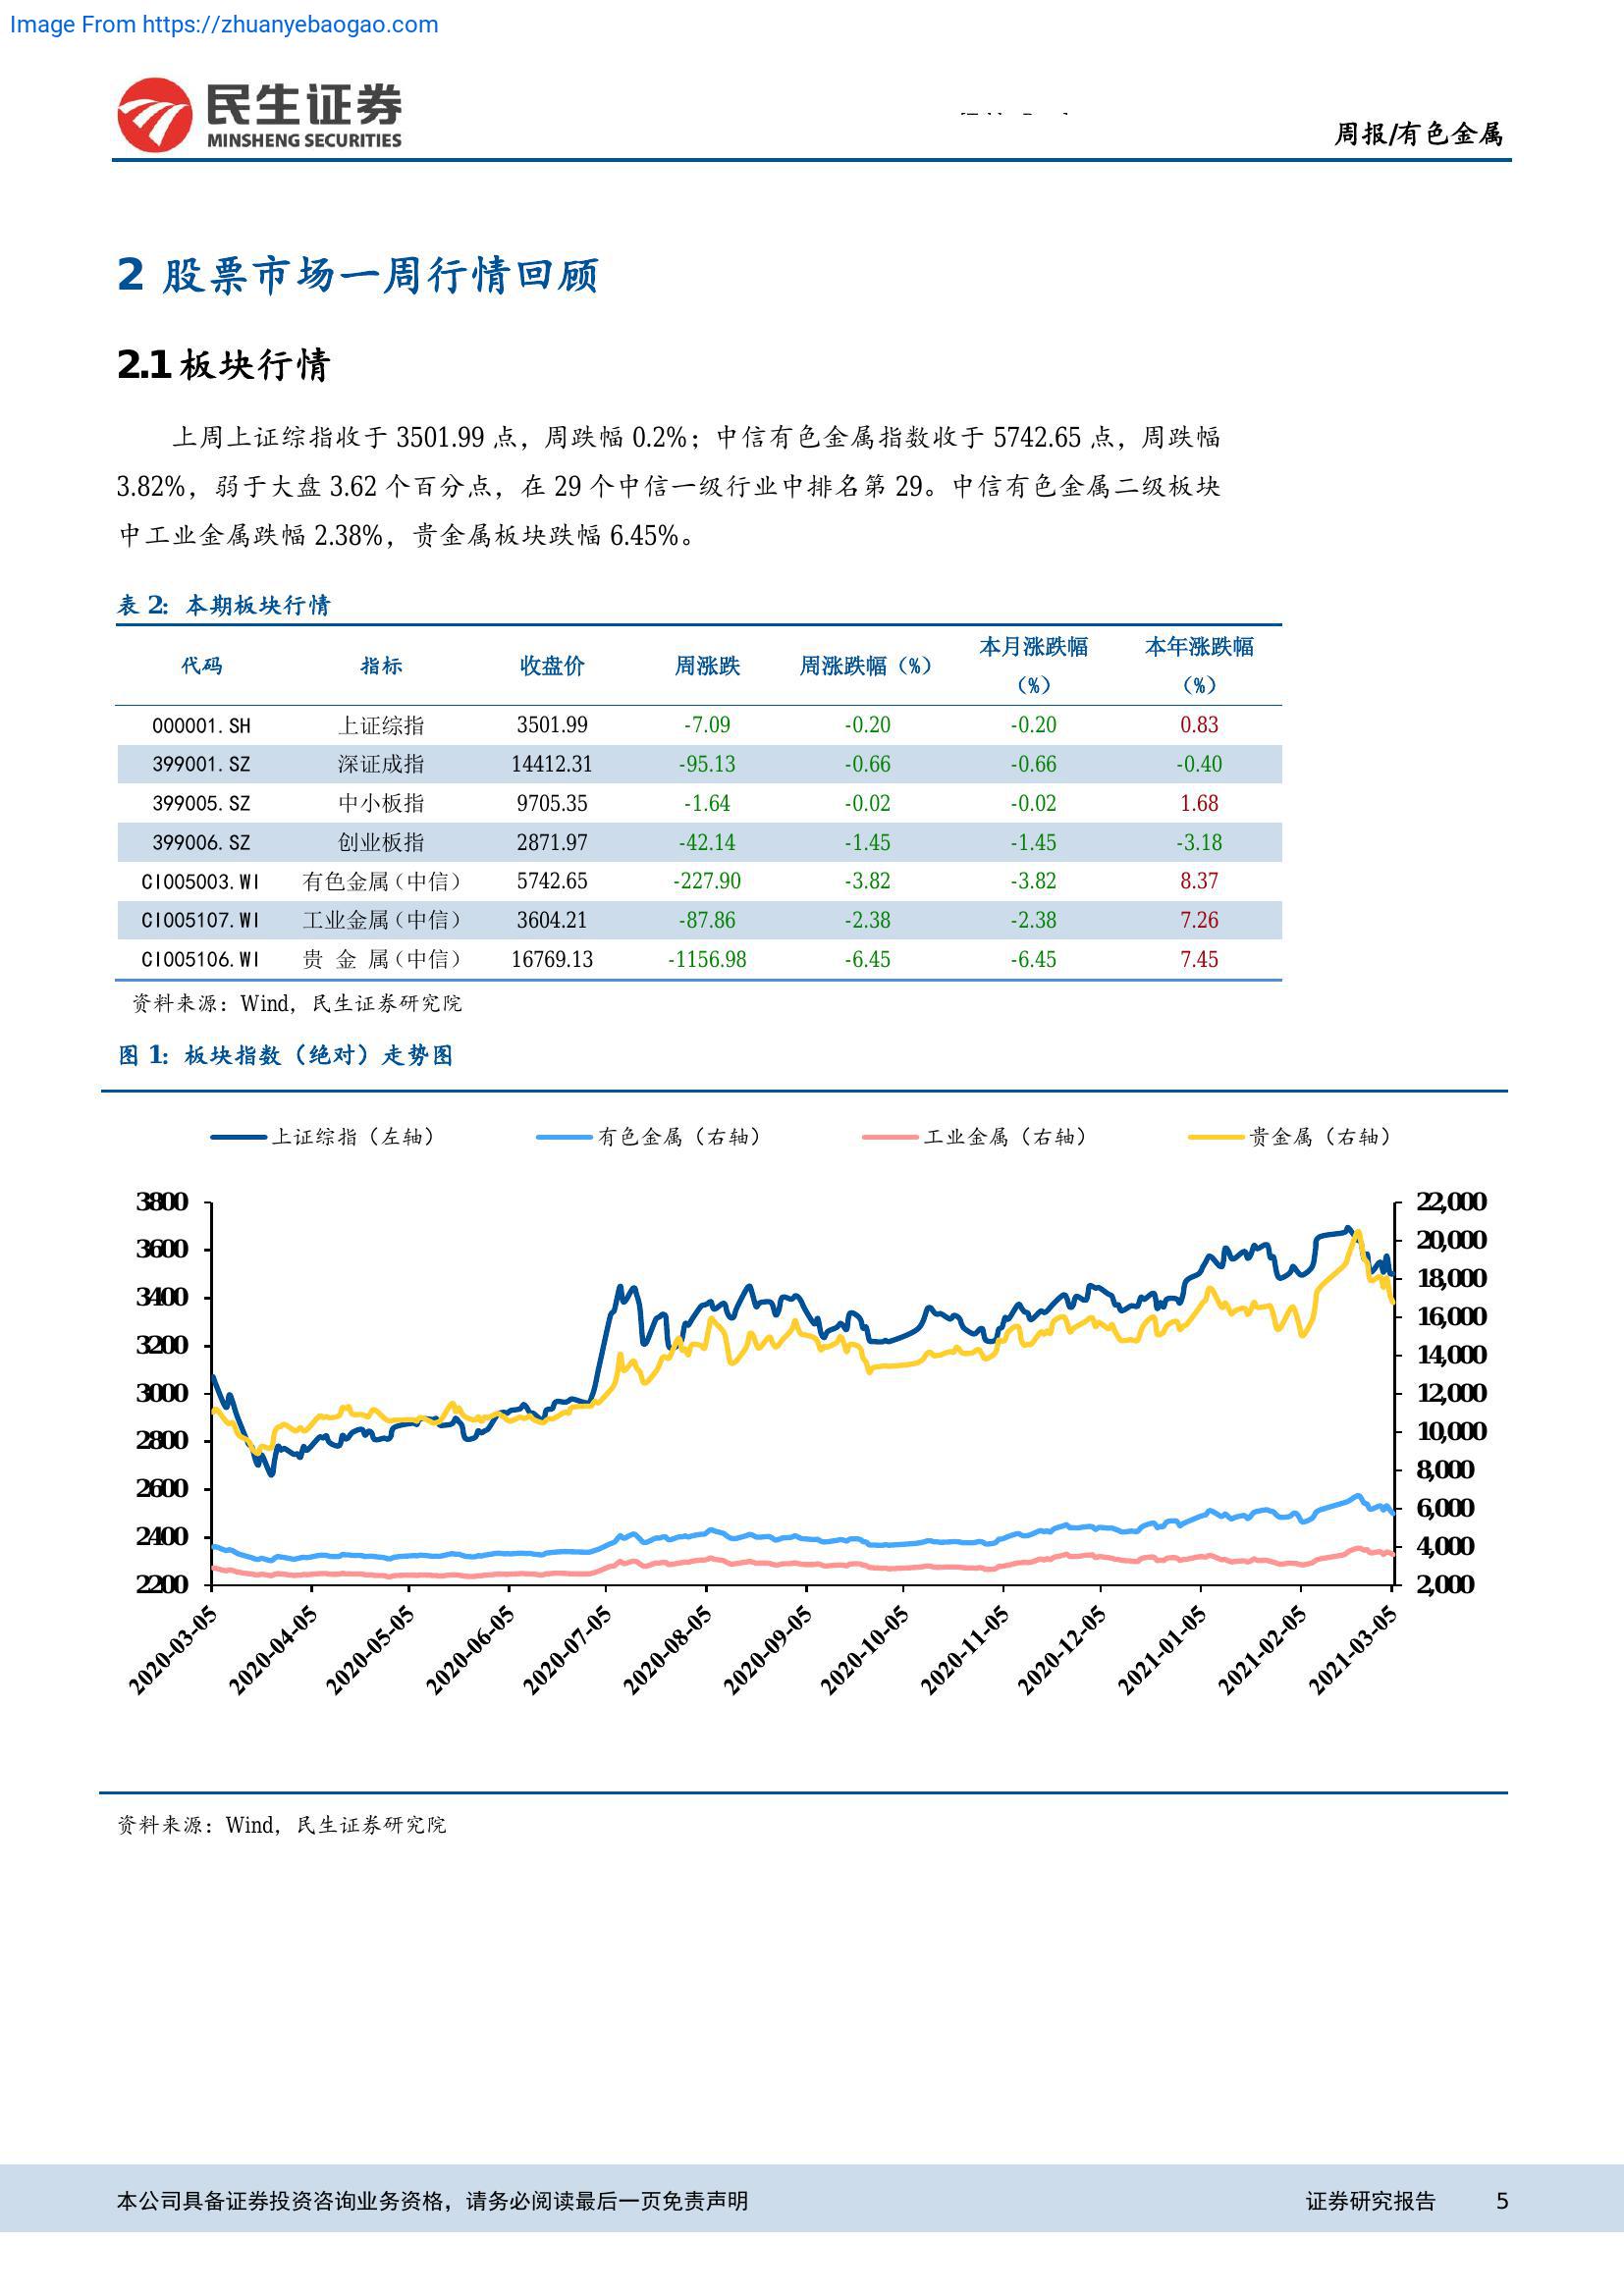 Image From https://zhuanyebaogao.com
民生证券
MINSHENG SECURITIES
周报/有色金属
2 股票市场一周行情回顾
2.1 板块行情
上周上证综指收于 3501.99 点，周跌幅 0.2%；中信有色金属指数收于 5742.65 点，周跌幅
3.82%，弱于大盘 3.62 个百分点，在 29 个中信一级行业中排名第 29。中信有色金属二级板块
中工业金属跌幅 2.38%，贵金属板块跌幅 6.45%。
表 2: 本期板块行情
代码 指标 收盘价 周涨跌 周涨跌幅（%） 本月涨跌幅（%） 本年涨跌幅（%）
000001.SH 上证综指 3501.99 -7.09 -0.20 -0.20 0.83
399001.SZ 深证成指 14412.31 -95.13 -0.66 -0.66 -0.40
399005.SZ 中小板指 9705.35 -1.64 -0.02 -0.02 1.68
399006.SZ 创业板指 2871.97 -42.14 -1.45 -1.45 -3.18
CI005003.WI 有色金属（中信） 5742.65 -227.90 -3.82 -3.82 8.37
CI005107.WI 工业金属（中信） 3604.21 -87.86 -2.38 -2.38 7.26
CI005106.WI 贵 金 属（中信） 16769.13 -1156.98 -6.45 -6.45 7.45
资料来源：Wind，民生证券研究院
图 1: 板块指数（绝对）走势图
上证综指（左轴） 有色金属（右轴） 工业金属（右轴） 贵金属（右轴）
3800 22,000
3600 20,000
3400 18,000
3200 16,000
3000 14,000
2800 12,000
2600 10,000
2400 8,000
2200 6,000
4,000
2,000
2020-03-05 2020-04-05 2020-05-05 2020-06-05 2020-07-05 2020-08-05 2020-09-05 2020-10-05 2020-11-05 2020-12-05 2021-01-05 2021-02-05 2021-03-05
资料来源：Wind，民生证券研究院
本公司具备证券投资咨询业务资格，请务必阅读最后一页免责声明 证券研究报告 5